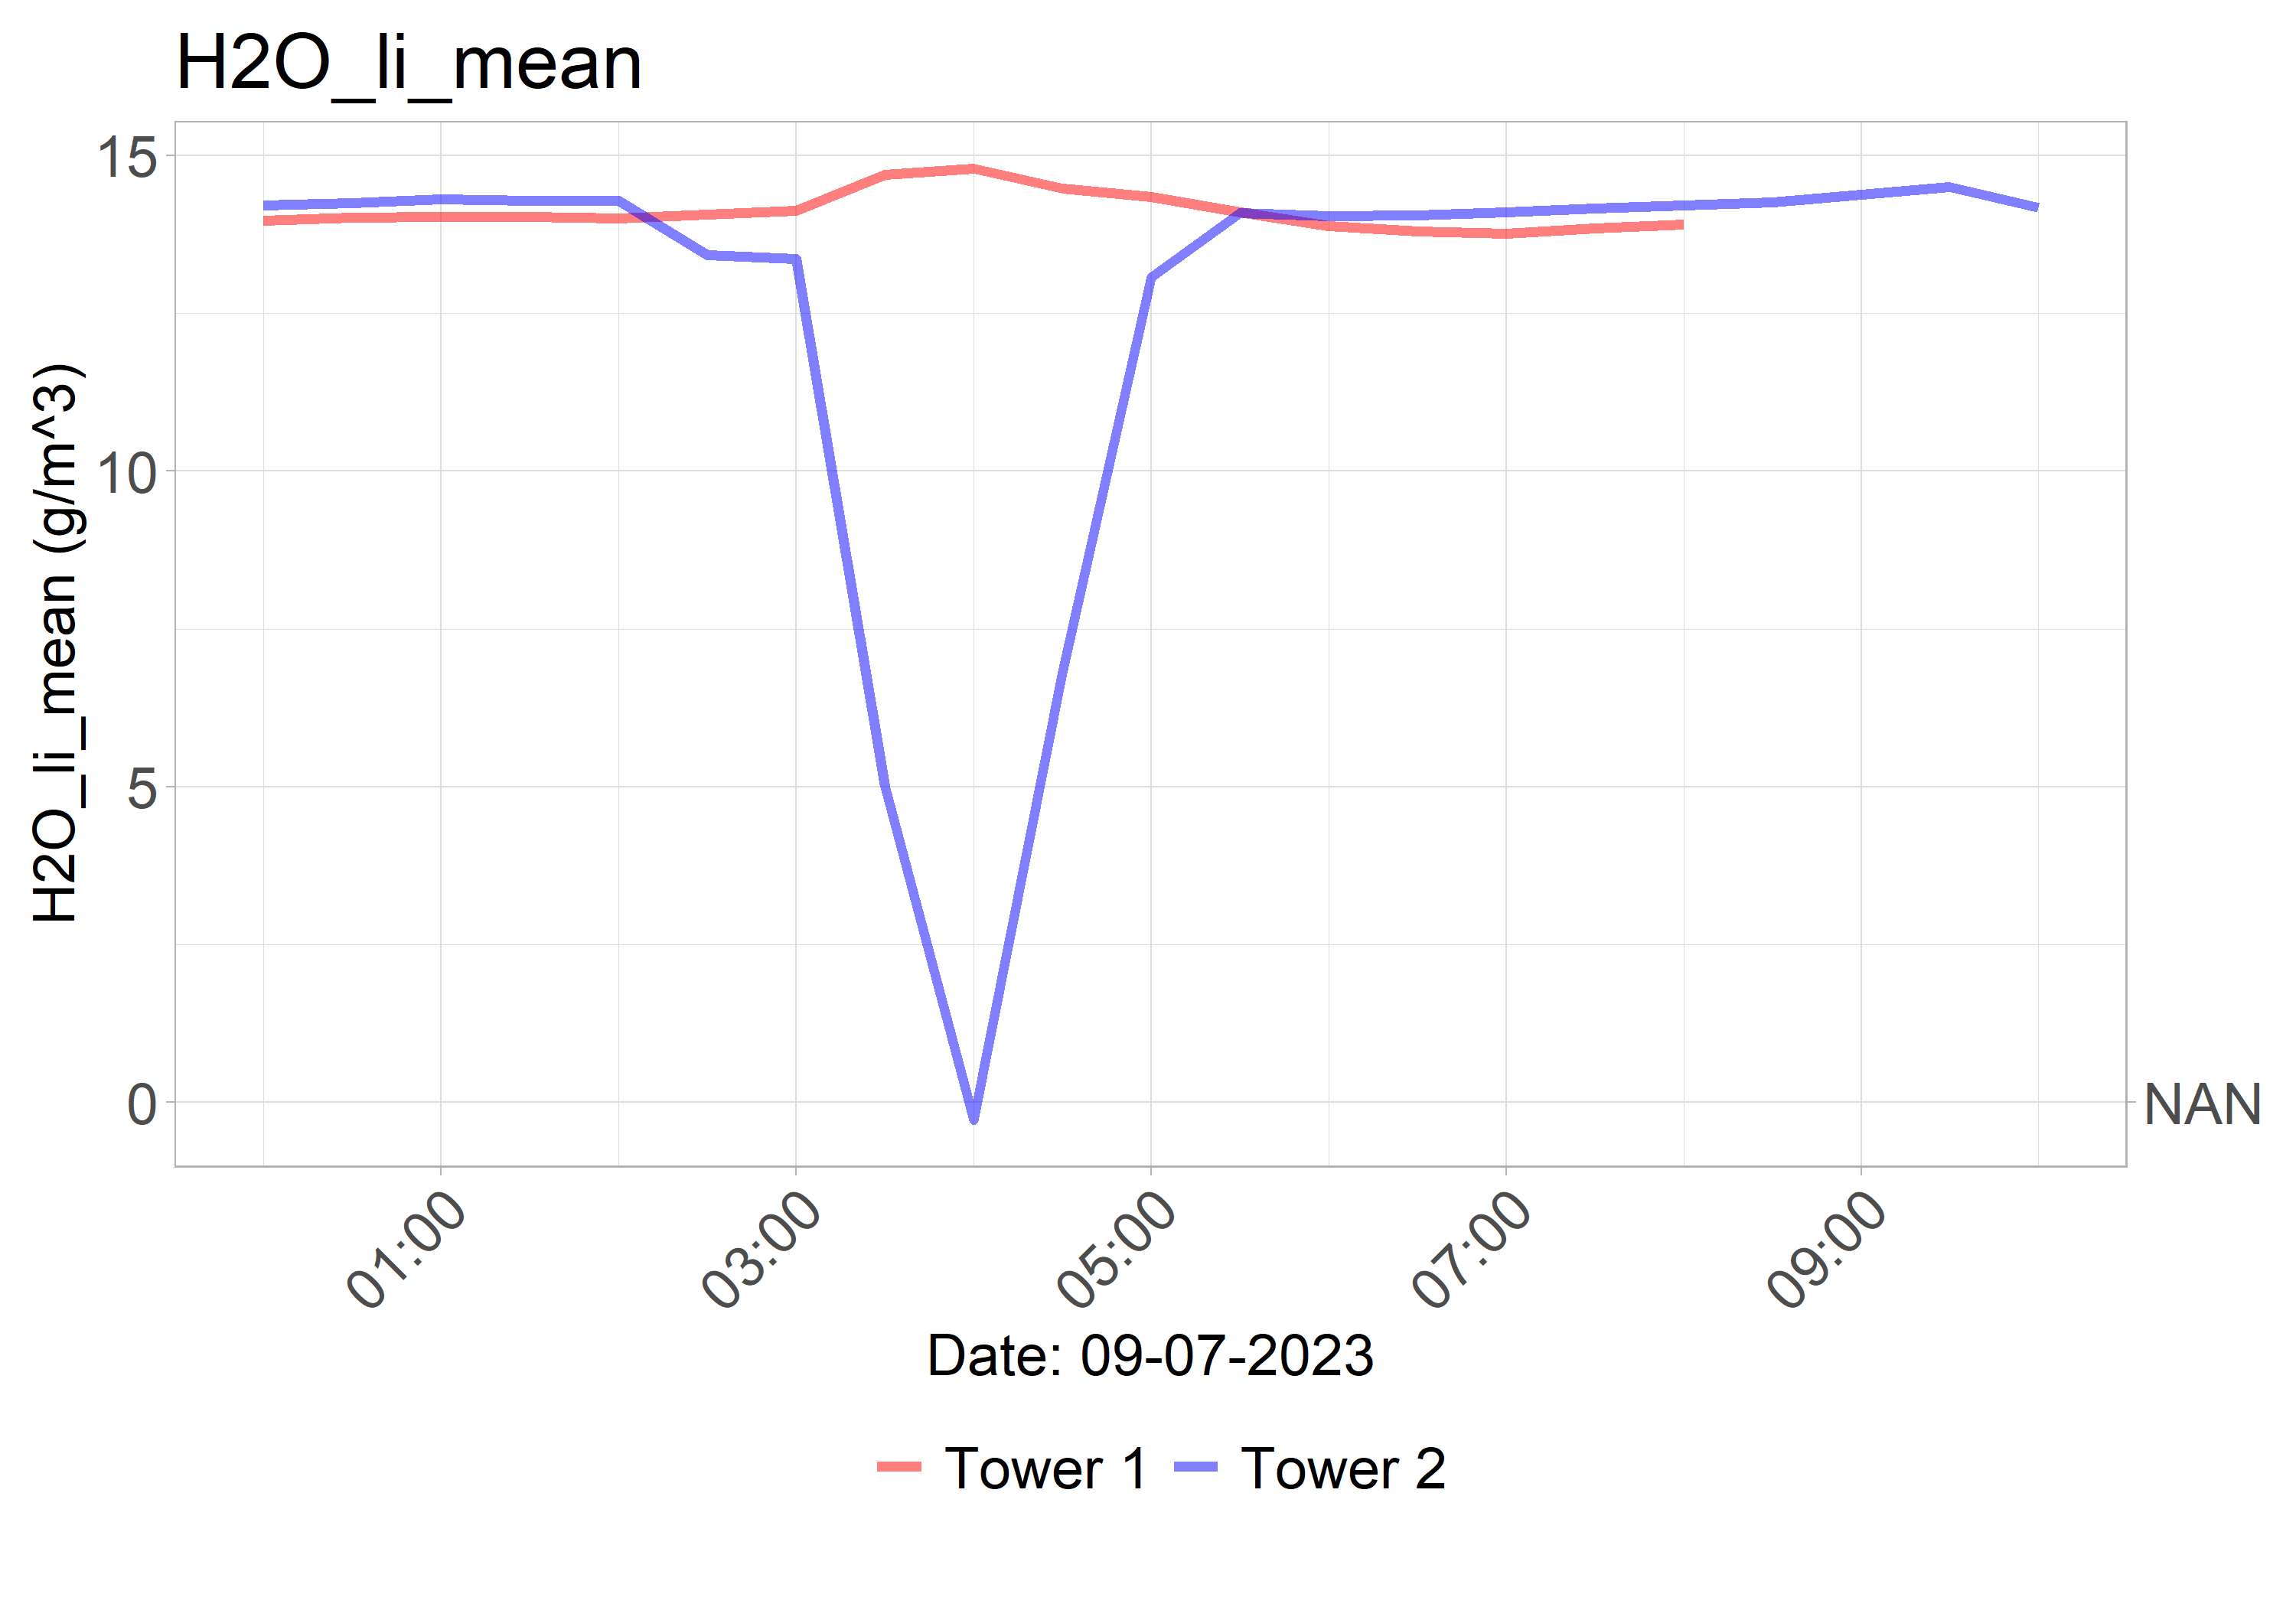 H2O_li_mean
H2O_li_mean (g/m^3)
15
10
5
0
NAN
01:00
03:00
05:00
07:00
09:00
Date: 09-07-2023
Tower 1
Tower 2